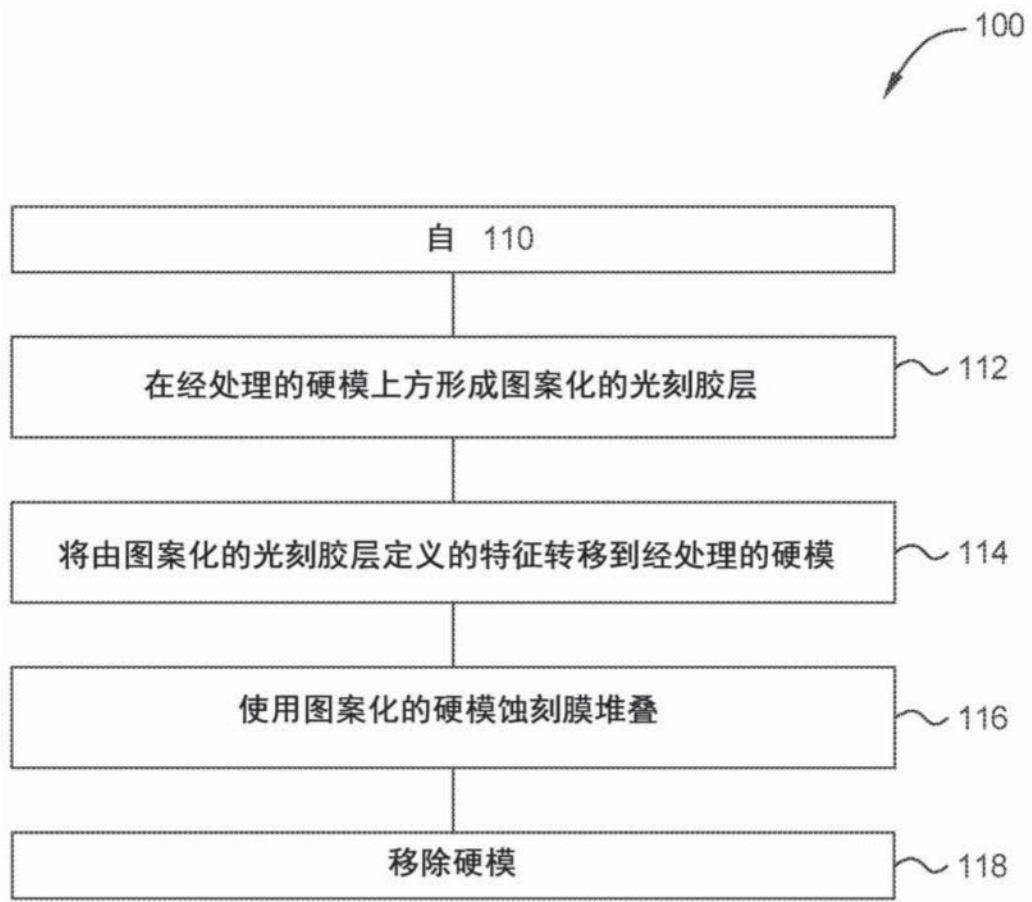 100
自 110
在经处理的硬模上方形成图案化的光刻胶层
112
将由图案化的光刻胶层定义的特征转移到经处理的硬模
114
使用图案化的硬模蚀刻膜堆叠
116
移除硬模
118